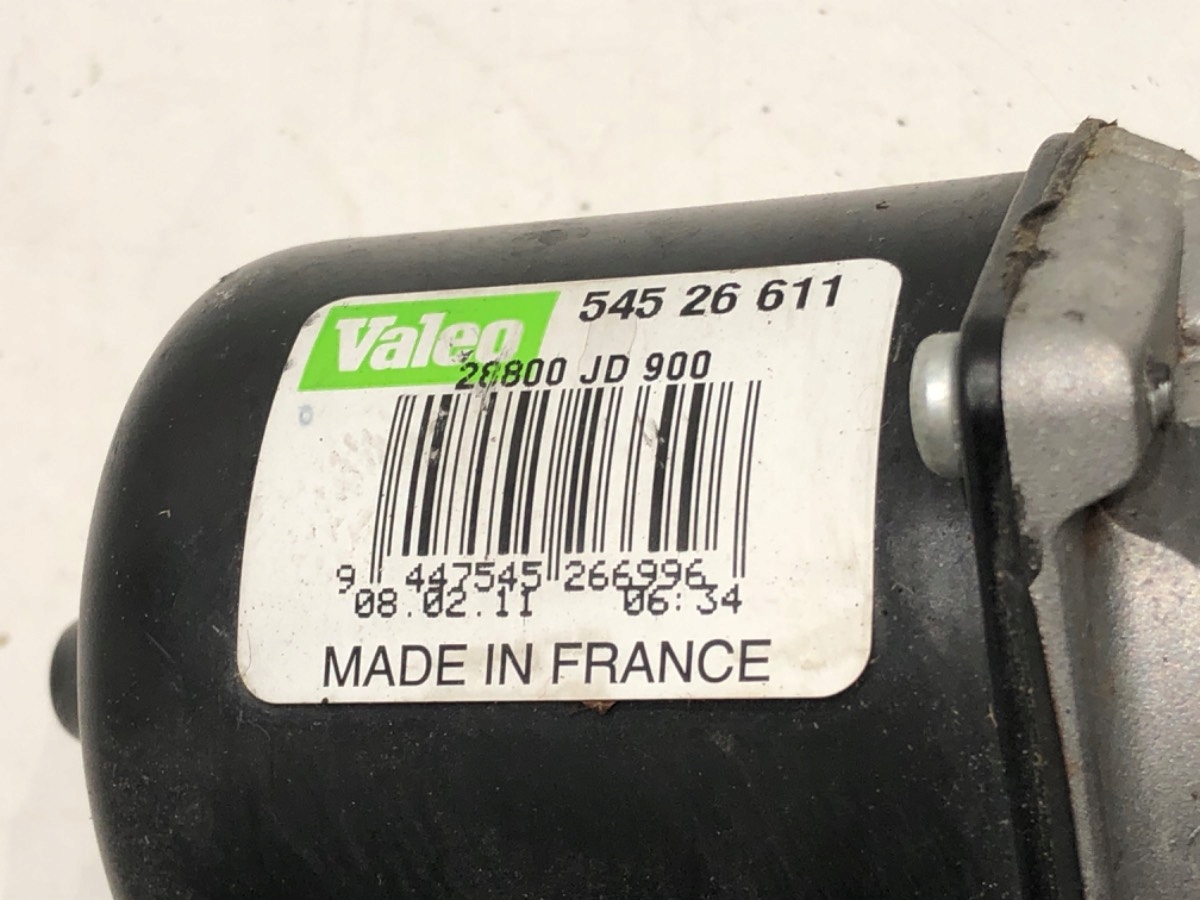 Valeo 545 26 611
28800 JD 900
9 447545 266996
08.02.11 06:34
MADE IN FRANCE